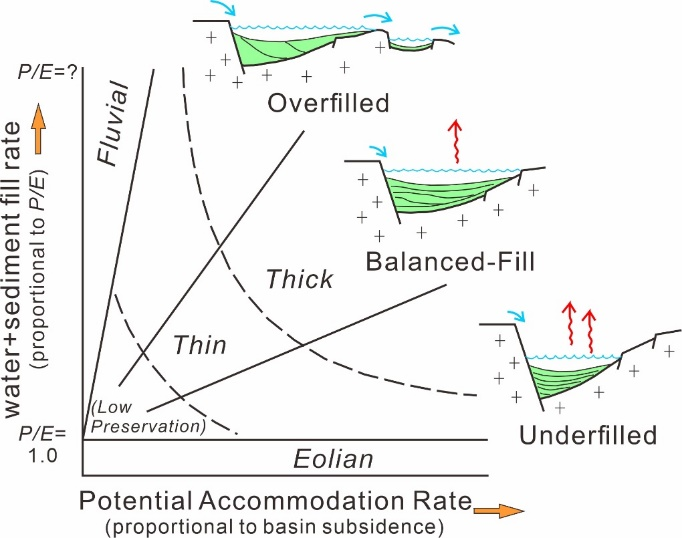 Overfilled
P/E=?
Fluvial
water+sediment fill rate
(proportional to P/E)
Balanced-Fill
Thick
Thin
(Low
Preservation)
Underfilled
P/E=
1.0
Eolian
Potential Accommodation Rate
(proportional to basin subsidence)